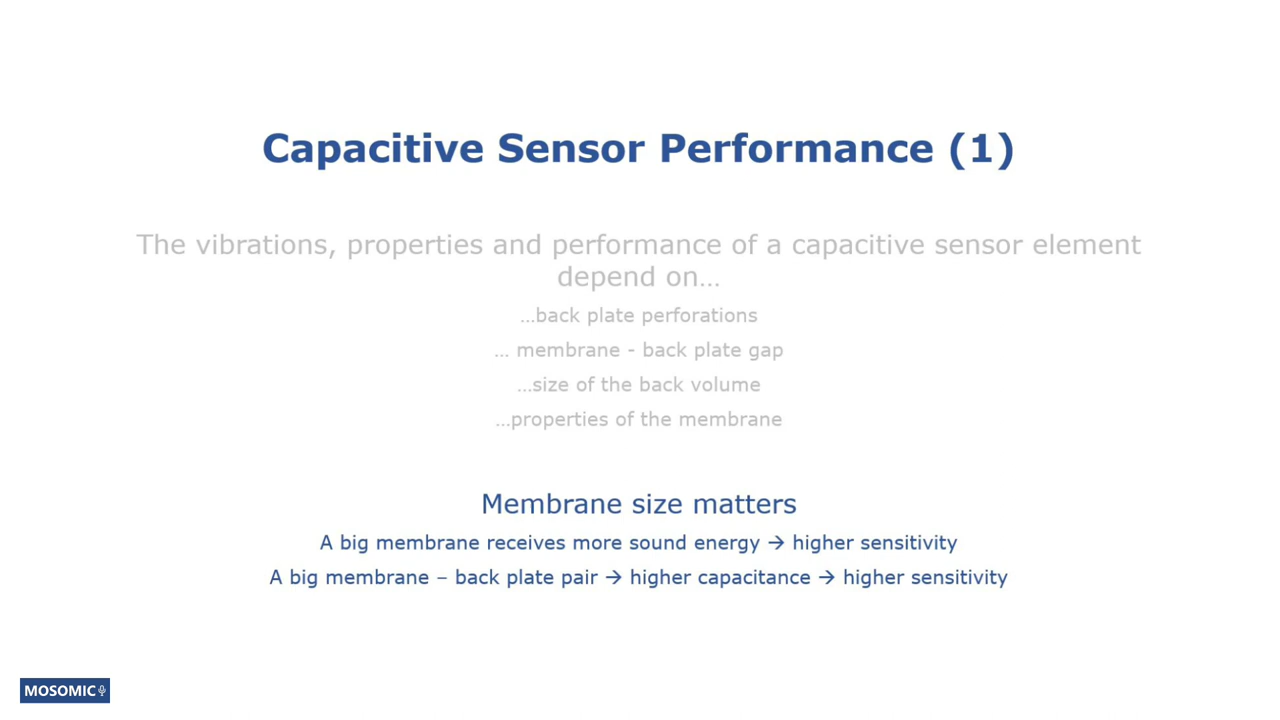 Capacitive Sensor Performance (1)
The vibrations, properties and performance of a capacitive sensor element
depend on…
…back plate perforations
… membrane - back plate gap
…size of the back volume
…properties of the membrane
Membrane size matters
A big membrane receives more sound energy → higher sensitivity
A big membrane – back plate pair → higher capacitance → higher sensitivity
MOSOMIC